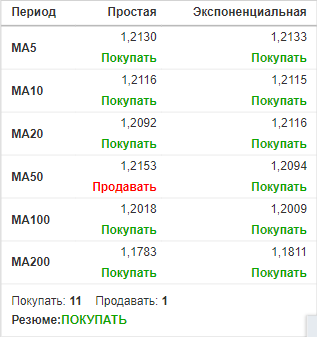 Период Простая Экспоненциальная
MA5 1,2130 1,2133
Покупать Покупать
MA10 1,2116 1,2115
Покупать Покупать
MA20 1,2092 1,2116
Покупать Покупать
MA50 1,2153 1,2094
Продавать Покупать
MA100 1,2018 1,2009
Покупать Покупать
MA200 1,1783 1,1811
Покупать Покупать
Покупать: 11 Продавать: 1
Резюме:ПОКУПАТЬ